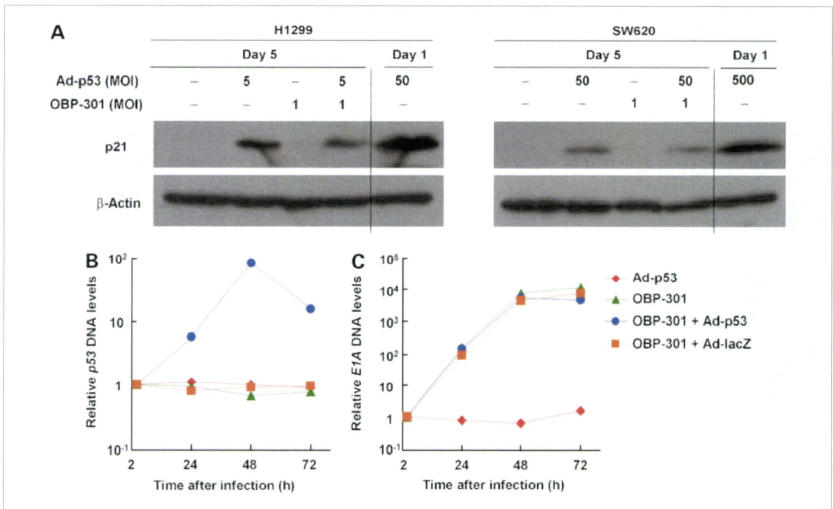 A
H1299
SW620
Day 5
Day 1
Day 5
Day 1
Ad-p53 (MOI)
–
5
–
5
50
–
50
–
50
500
OBP-301 (MOI)
–
–
1
1
–
–
–
1
1
–
p21
β-Actin
B
Relative p53 DNA levels
10²
10
1
10⁻¹
2
24
48
72
Time after infection (h)
C
Relative E1A DNA levels
10⁵
10⁴
10³
10²
10
1
10⁻¹
2
24
48
72
Time after infection (h)
Ad-p53
OBP-301
OBP-301 + Ad-p53
OBP-301 + Ad-lacZ